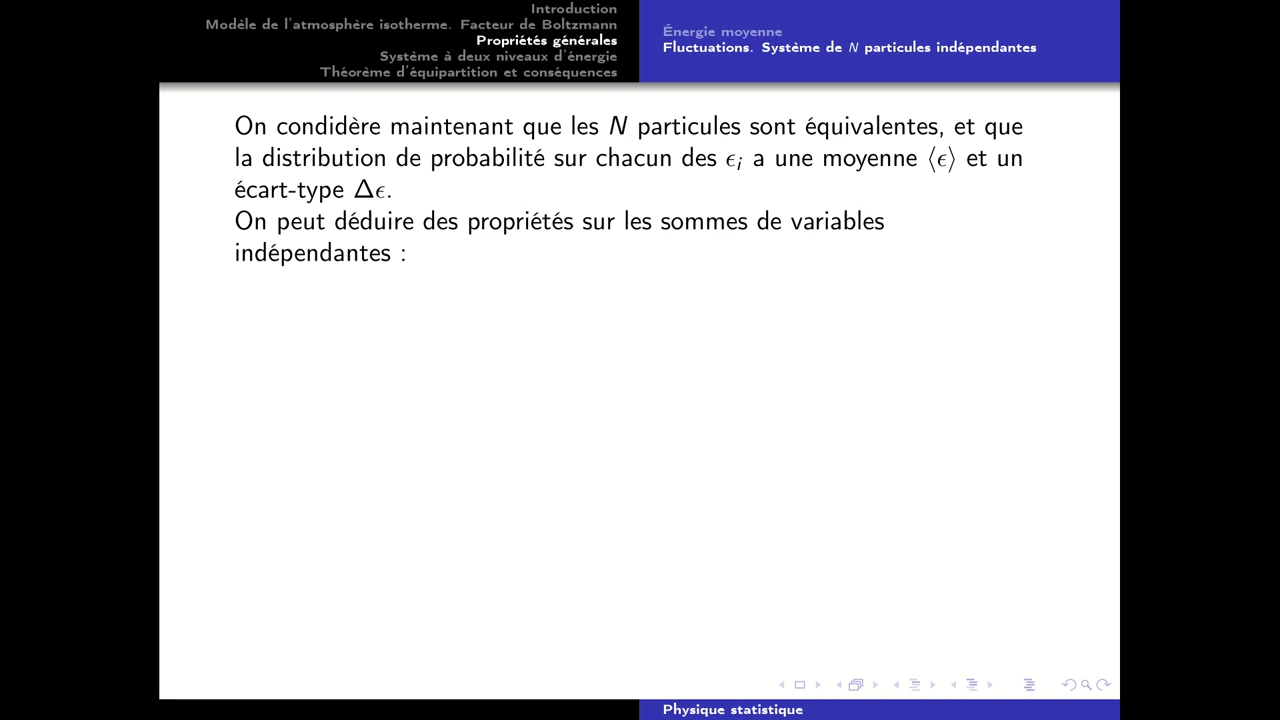 Introduction
Modèle de l'atmosphère isotherme. Facteur de Boltzmann
Propriétés générales
Système à deux niveaux d'énergie
Théorème d'équipartition et conséquences
Énergie moyenne
Fluctuations. Système de N particules indépendantes
On condidère maintenant que les N particules sont équivalentes, et que
la distribution de probabilité sur chacun des ϵᵢ a une moyenne ⟨ϵ⟩ et un
écart-type Δϵ.
On peut déduire des propriétés sur les sommes de variables
indépendantes :
Physique statistique